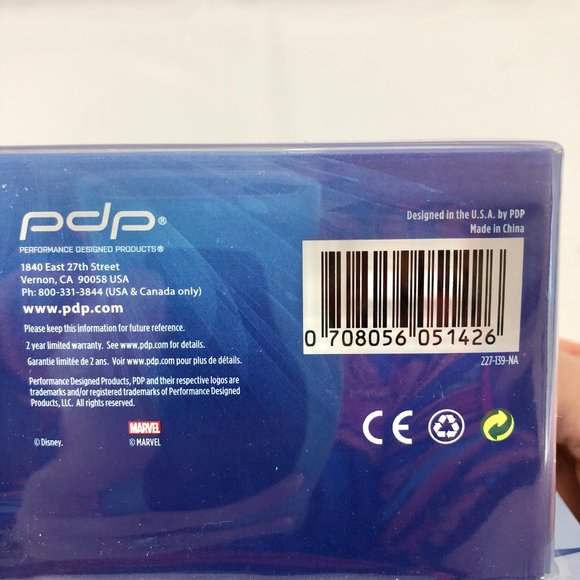 pdp®
PERFORMANCE DESIGNED PRODUCTS®
1840 East 27th Street
Vernon, CA 90058 USA
Ph: 800-331-3844 (USA & Canada only)
www.pdp.com
Please keep this information for future reference.
2 year limited warranty. See www.pdp.com for details.
Garantie limitée de 2 ans. Voir www.pdp.com pour plus de détails.
Performance Designed Products, PDP and their respective logos are
trademarks and/or registered trademarks of Performance Designed
Products, LLC. All rights reserved.
© Disney.
MARVEL
© MARVEL
Designed in the U.S.A. by PDP
Made in China
0 708056 051426
227-139-NA
CE